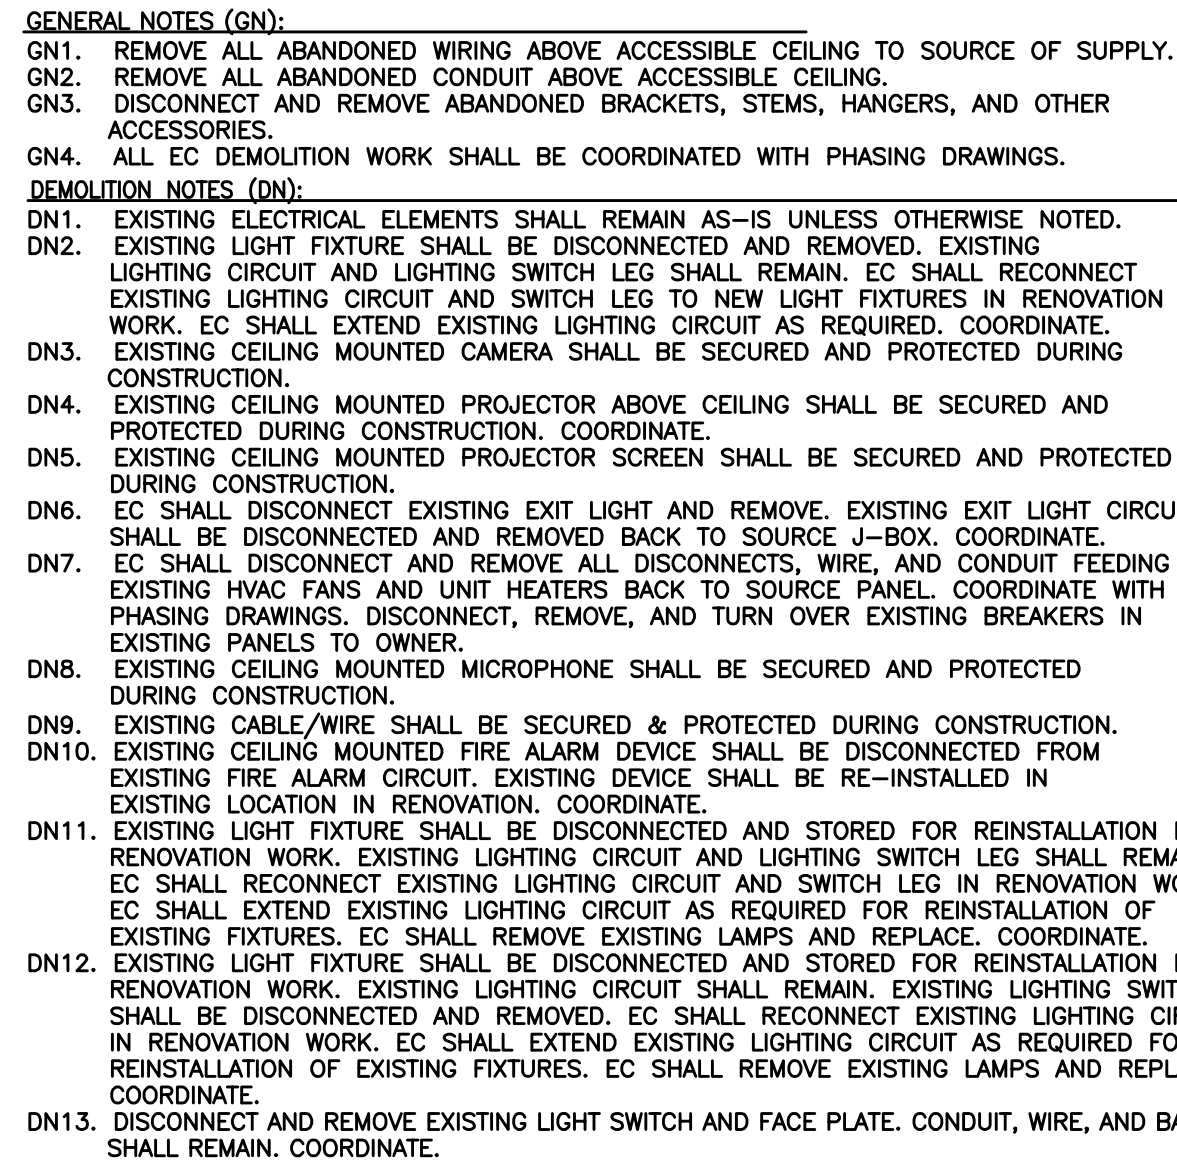 GENERAL NOTES (GN):
GN1. REMOVE ALL ABANDONED WIRING ABOVE ACCESSIBLE CEILING TO SOURCE OF SUPPLY.
GN2. REMOVE ALL ABANDONED CONDUIT ABOVE ACCESSIBLE CEILING.
GN3. DISCONNECT AND REMOVE ABANDONED BRACKETS, STEMS, HANGERS, AND OTHER
ACCESSORIES.
GN4. ALL EC DEMOLITION WORK SHALL BE COORDINATED WITH PHASING DRAWINGS.
DEMOLITION NOTES (DN):
DN1. EXISTING ELECTRICAL ELEMENTS SHALL REMAIN AS-IS UNLESS OTHERWISE NOTED.
DN2. EXISTING LIGHT FIXTURE SHALL BE DISCONNECTED AND REMOVED. EXISTING
LIGHTING CIRCUIT AND LIGHTING SWITCH LEG SHALL REMAIN. EC SHALL RECONNECT
EXISTING LIGHTING CIRCUIT AND SWITCH LEG TO NEW LIGHT FIXTURES IN RENOVATION
WORK. EC SHALL EXTEND EXISTING LIGHTING CIRCUIT AS REQUIRED. COORDINATE.
DN3. EXISTING CEILING MOUNTED CAMERA SHALL BE SECURED AND PROTECTED DURING
CONSTRUCTION.
DN4. EXISTING CEILING MOUNTED PROJECTOR ABOVE CEILING SHALL BE SECURED AND
PROTECTED DURING CONSTRUCTION. COORDINATE.
DN5. EXISTING CEILING MOUNTED PROJECTOR SCREEN SHALL BE SECURED AND PROTECTED
DURING CONSTRUCTION.
DN6. EC SHALL DISCONNECT EXISTING EXIT LIGHT AND REMOVE. EXISTING EXIT LIGHT
SHALL BE DISCONNECTED AND REMOVED BACK TO SOURCE J-BOX. COORDINATE.
DN7. EC SHALL DISCONNECT AND REMOVE ALL DISCONNECTS, WIRE, AND CONDUIT FEEDING
EXISTING HVAC FANS AND UNIT HEATERS BACK TO SOURCE PANEL. COORDINATE WITH
PHASING DRAWINGS. DISCONNECT, REMOVE, AND TURN OVER EXISTING BREAKERS IN
EXISTING PANELS TO OWNER.
DN8. EXISTING CEILING MOUNTED MICROPHONE SHALL BE SECURED AND PROTECTED
DURING CONSTRUCTION.
DN9. EXISTING CABLE/WIRE SHALL BE SECURED & PROTECTED DURING CONSTRUCTION.
DN10. EXISTING CEILING MOUNTED FIRE ALARM DEVICE SHALL BE DISCONNECTED FROM
EXISTING FIRE ALARM CIRCUIT. EXISTING DEVICE SHALL BE RE-INSTALLED IN
EXISTING LOCATION IN RENOVATION. COORDINATE.
DN11. EXISTING LIGHT FIXTURE SHALL BE DISCONNECTED AND STORED FOR REINSTALLATION
RENOVATION WORK. EXISTING LIGHTING CIRCUIT AND LIGHTING SWITCH LEG SHALL
EC SHALL RECONNECT EXISTING LIGHTING CIRCUIT AND SWITCH LEG IN RENOVATION
EC SHALL EXTEND EXISTING LIGHTING CIRCUIT AS REQUIRED FOR REINSTALLATION OF
EXISTING FIXTURES. EC SHALL REMOVE EXISTING LAMPS AND REPLACE. COORDINATE.
DN12. EXISTING LIGHT FIXTURE SHALL BE DISCONNECTED AND STORED FOR REINSTALLATION
RENOVATION WORK. EXISTING LIGHTING CIRCUIT SHALL REMAIN. EXISTING LIGHTING
SHALL BE DISCONNECTED AND REMOVED. EC SHALL RECONNECT EXISTING LIGHTING
IN RENOVATION WORK. EC SHALL EXTEND EXISTING LIGHTING CIRCUIT AS REQUIRED
REINSTALLATION OF EXISTING FIXTURES. EC SHALL REMOVE EXISTING LAMPS AND
COORDINATE.
DN13. DISCONNECT AND REMOVE EXISTING LIGHT SWITCH AND FACE PLATE. CONDUIT, WIRE, AND
SHALL REMAIN. COORDINATE.